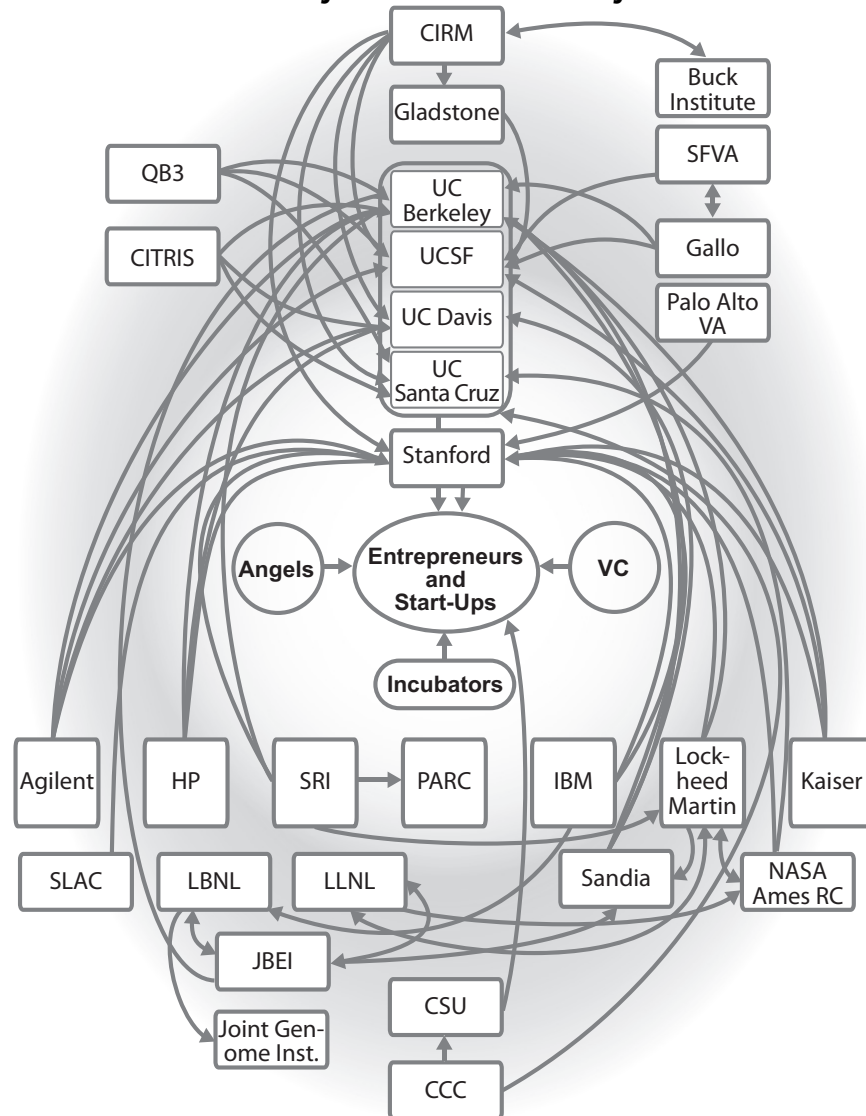 CIRM
Buck
Institute
Gladstone
SFVA
QB3
UC
Berkeley
CITRIS
UCSF
Gallo
UC Davis
Palo Alto
VA
UC
Santa Cruz
Stanford
Angels
Entrepreneurs
and
Start-Ups
VC
Incubators
Agilent
HP
SRI
PARC
IBM
Lock-
heed
Martin
Kaiser
SLAC
LBNL
LLNL
Sandia
NASA
Ames RC
JBEI
CSU
Joint Gen-
ome Inst.
CCC